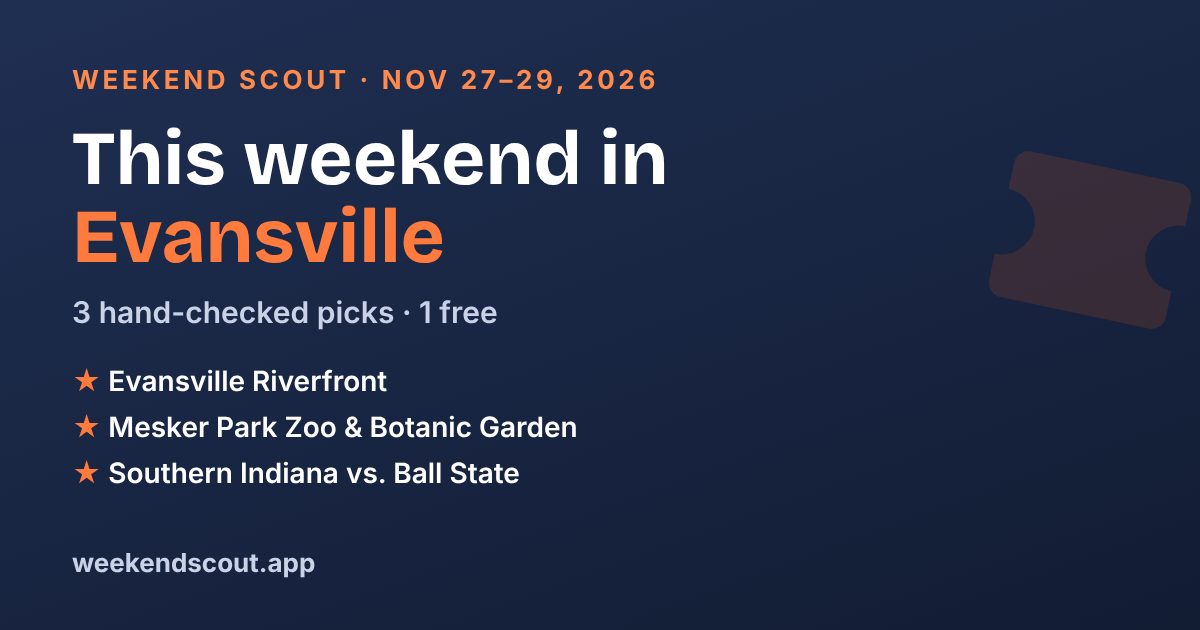 WEEKEND SCOUT · NOV 27–29, 2026
This weekend in
Evansville
3 hand-checked picks · 1 free
★ Evansville Riverfront
★ Mesker Park Zoo & Botanic Garden
★ Southern Indiana vs. Ball State
weekendscout.app